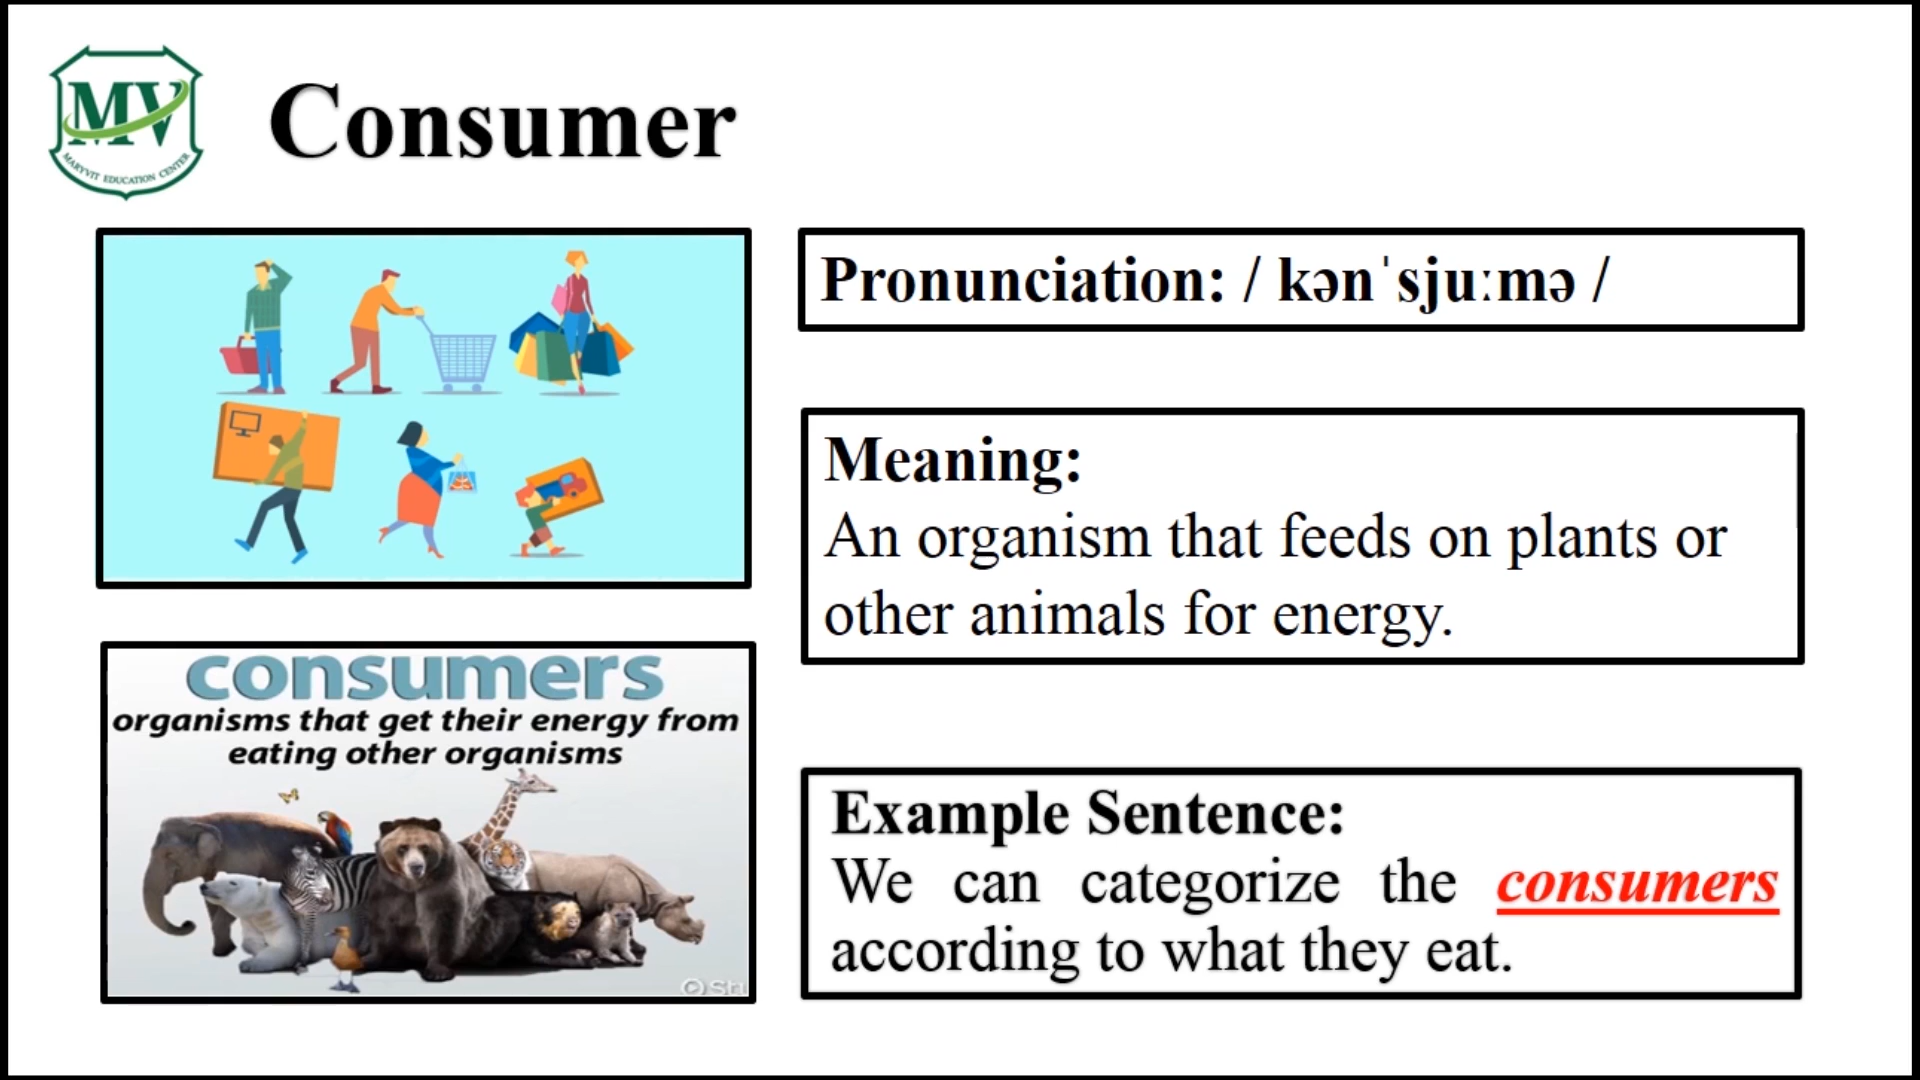 MV
MARYVIT EDUCATION CENTER
Consumer
Pronunciation: / kənˈsjuːmə /
Meaning:
An organism that feeds on plants or
other animals for energy.
consumers
organisms that get their energy from
eating other organisms
Example Sentence:
We can categorize the consumers
according to what they eat.